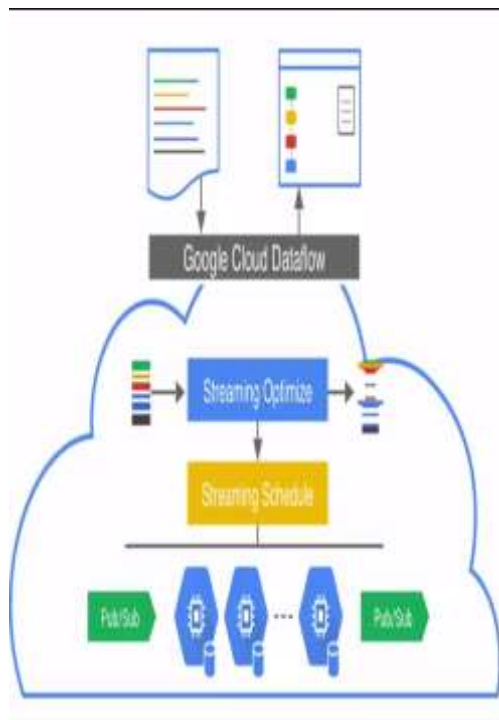 Google Cloud Dataflow
Streaming Optimize
Streaming Schedule
Pub/Sub
Pub/Sub